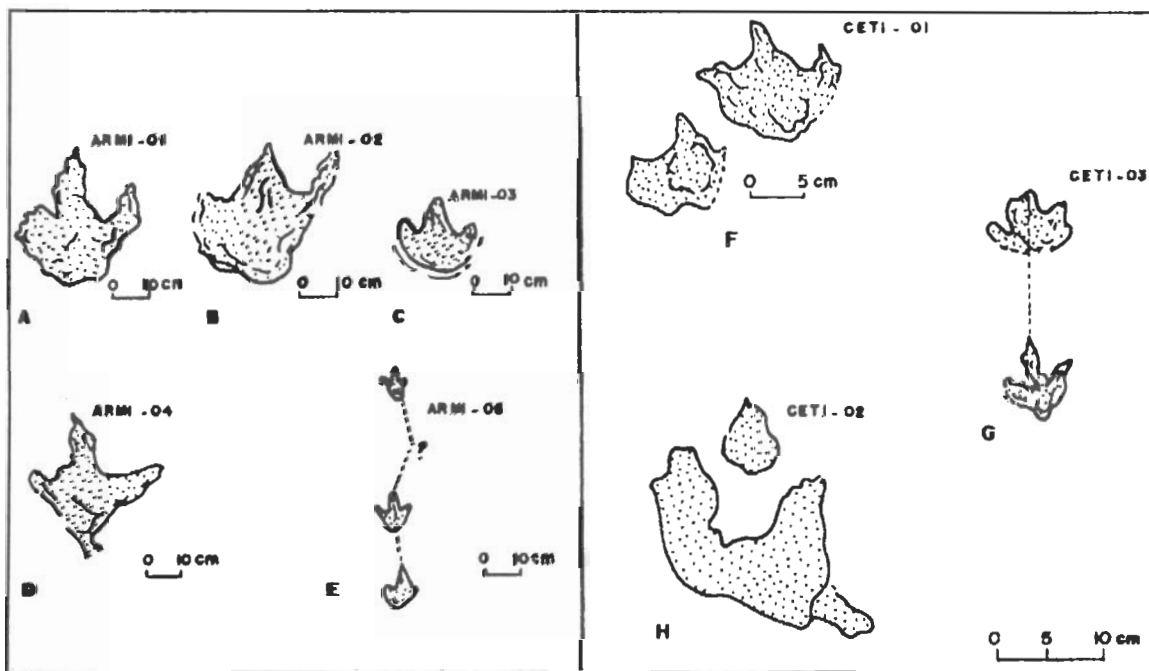 ARMI-01
ARMI-02
ARMI-03
0 10 cm
0 10 cm
0 10 cm
A
B
C
ARMI-04
ARMI-05
?
0 10 cm
0 10 cm
D
E
CETI-01
0 5 cm
CETI-03
F
CETI-02
G
H
0 5 10 cm